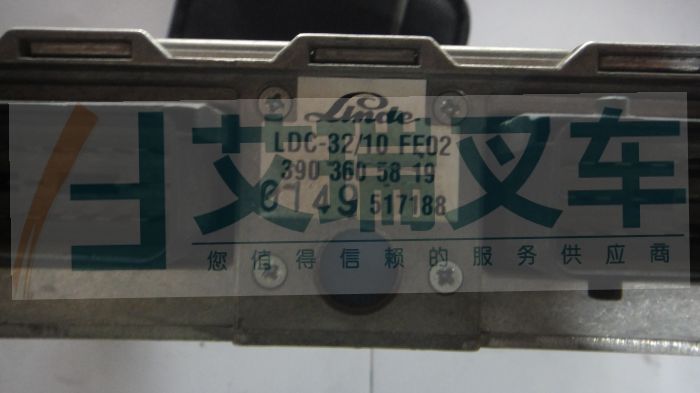 Linde
LDC-32/10 FE02
390 360 58 19
0149 517188
艾瑞叉车
您值得信赖的服务供应商